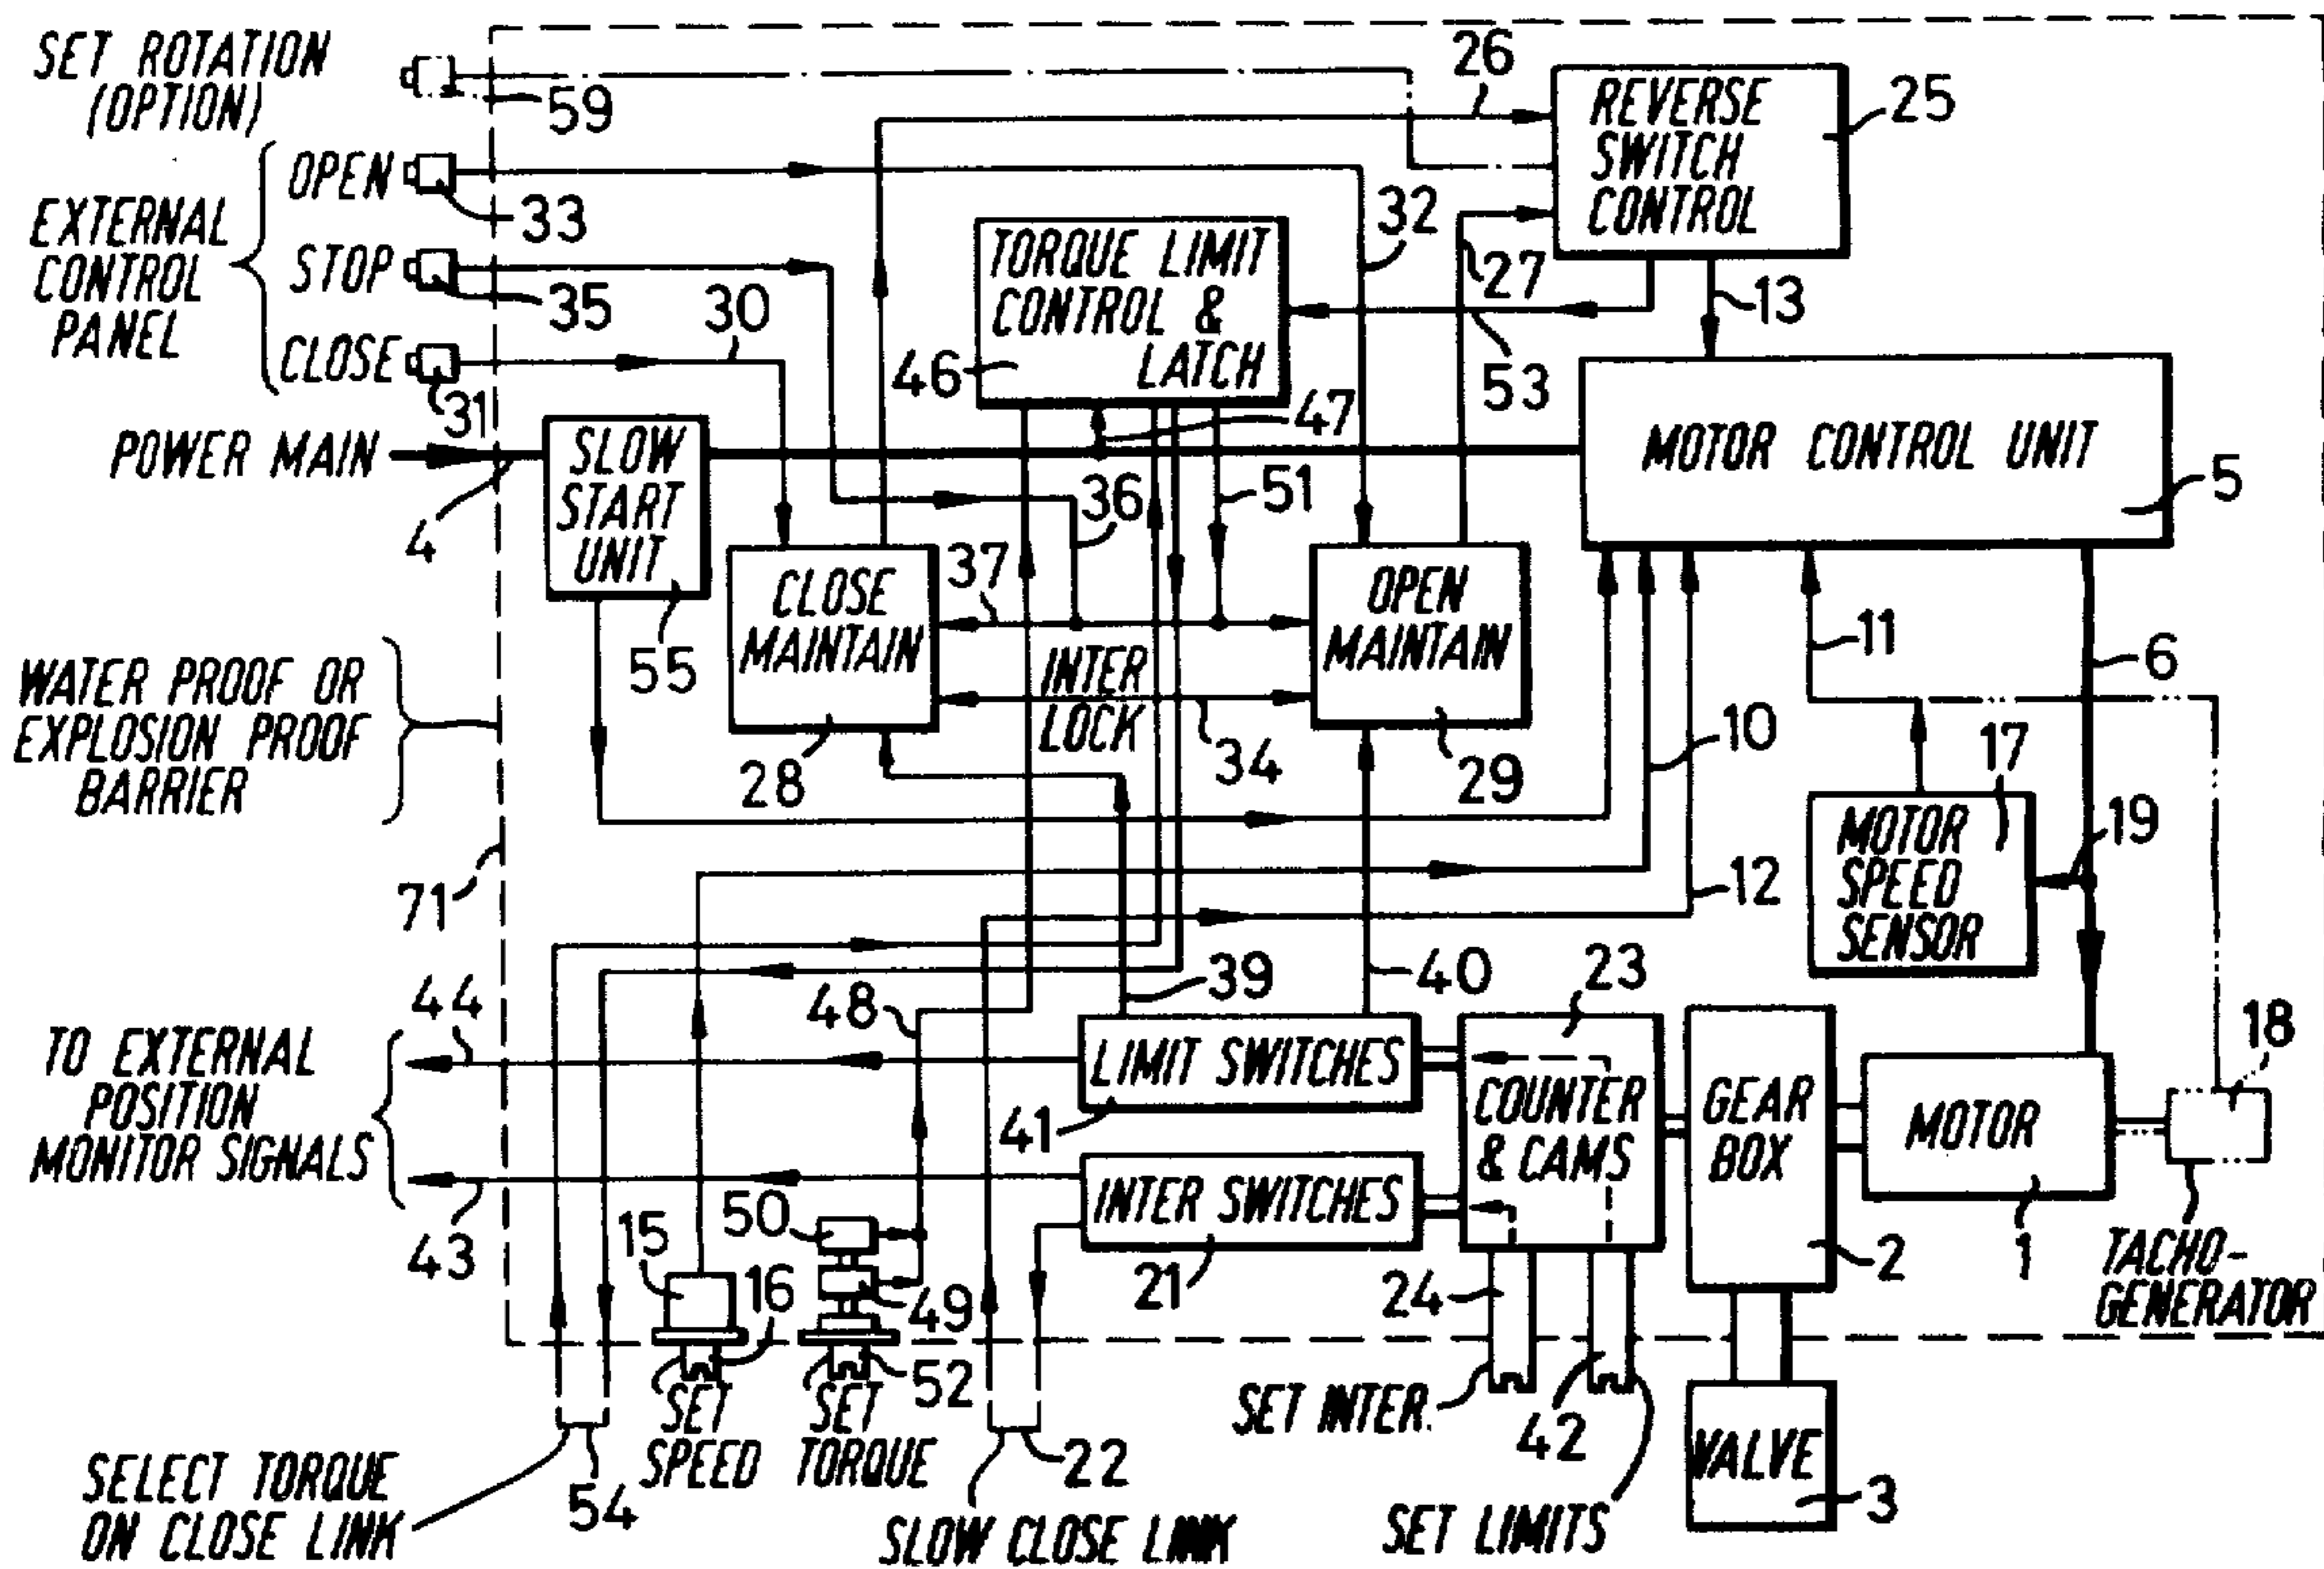 SET ROTATION
(OPTION)
59
26
REVERSE
SWITCH
CONTROL
25
EXTERNAL
CONTROL
PANEL
OPEN
33
STOP
35
CLOSE
31
30
32
27
13
TORQUE LIMIT
CONTROL &
LATCH
46
47
53
POWER MAIN
4
SLOW
START
UNIT
55
MOTOR CONTROL UNIT
5
36
51
37
CLOSE
MAINTAIN
28
INTER
LOCK
34
OPEN
MAINTAIN
29
11
6
10
17
19
12
WATER PROOF OR
EXPLOSION PROOF
BARRIER
71
MOTOR
SPEED
SENSOR
44
48
39
40
23
18
TO EXTERNAL
POSITION
MONITOR SIGNALS
43
LIMIT SWITCHES
41
INTER SWITCHES
21
COUNTER
& CAMS
GEAR
BOX
2
MOTOR
1
TACHO-
GENERATOR
15
16
50
49
52
24
42
SET
SPEED
SET
TORQUE
22
SET INTER.
SET LIMITS
VALVE
3
SELECT TORQUE
ON CLOSE LINK
54
SLOW CLOSE LINK